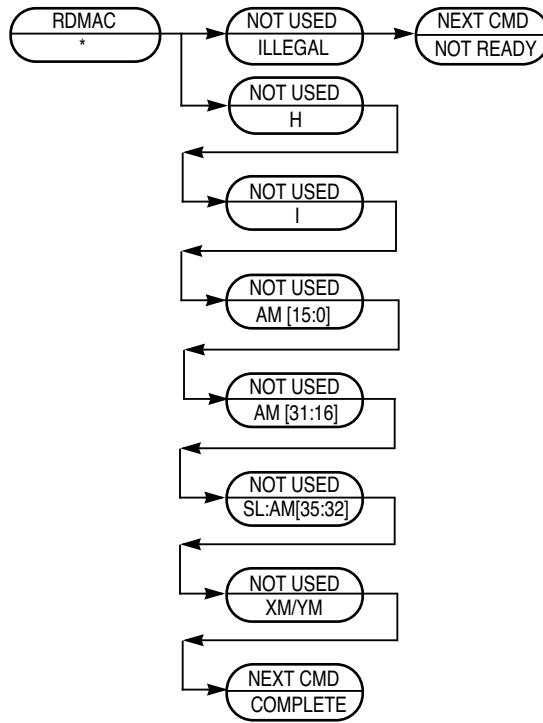 RDMAC
*
NOT USED
ILLEGAL
NEXT CMD
NOT READY
NOT USED
H
NOT USED
I
NOT USED
AM [15:0]
NOT USED
AM [31:16]
NOT USED
SL:AM[35:32]
NOT USED
XM/YM
NEXT CMD
COMPLETE